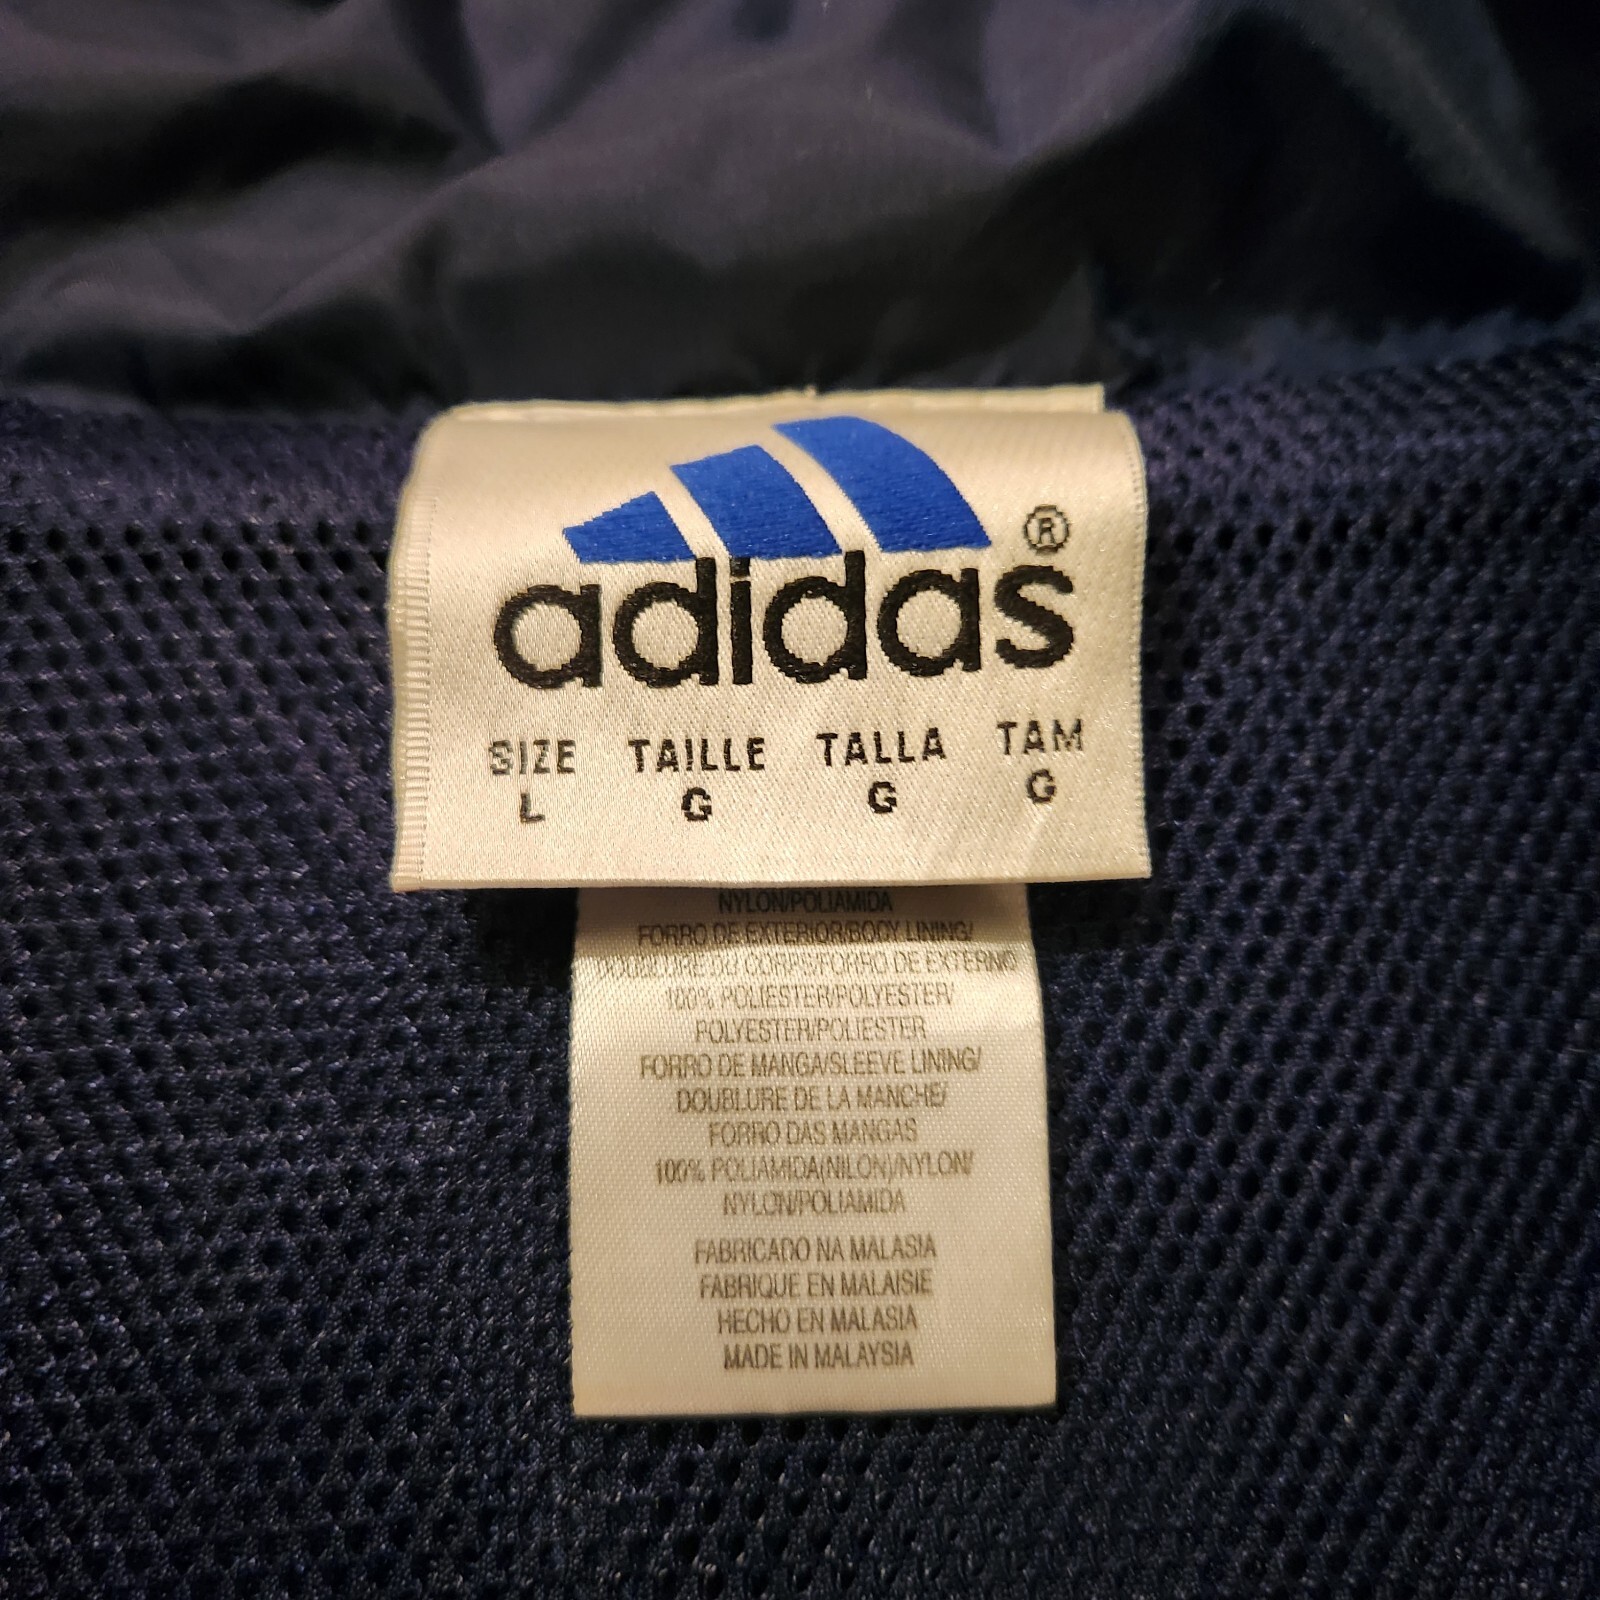 ®
adidas
SIZE TAILLE TALLA TAM
L G G G
NYLON/POLIAMIDA
FORRO DE EXTERIOR/BODY LINING/
DOUBLURE DU CORPS/FORRO DE EXTERNO
100% POLIESTER/POLYESTER/
POLYESTER/POLIESTER
FORRO DE MANGA/SLEEVE LINING/
DOUBLURE DE LA MANCHE/
FORRO DAS MANGAS
100% POLIAMIDA(NILON)/NYLON/
NYLON/POLIAMIDA
FABRICADO NA MALASIA
FABRIQUE EN MALAISIE
HECHO EN MALASIA
MADE IN MALAYSIA